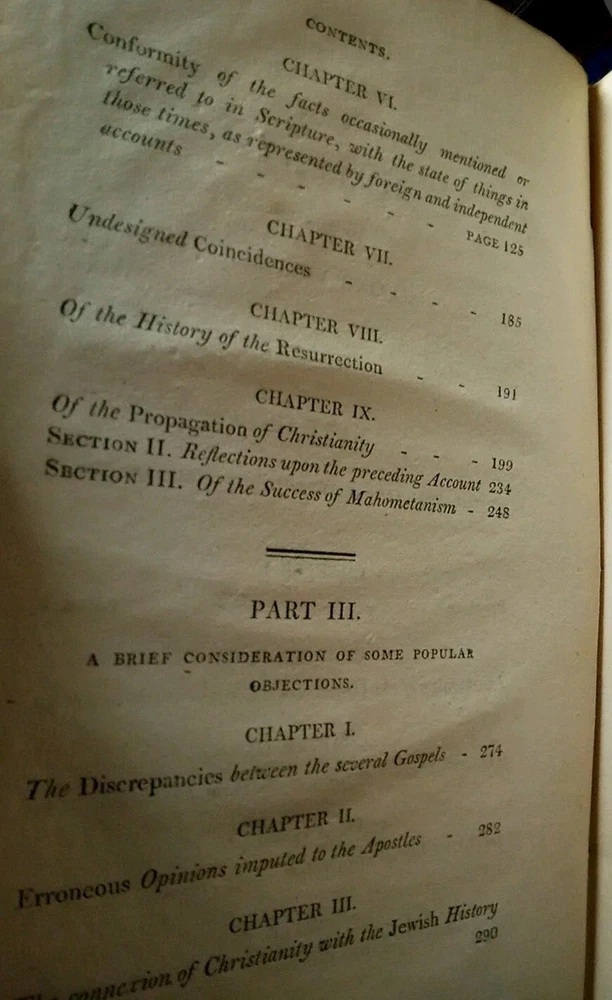 CONTENTS.
CHAPTER VI.
Conformity of the facts occasionally mentioned or
referred to in Scripture, with the state of things in
those times, as represented by foreign and independent
accounts - - - - - - PAGE 125
CHAPTER VII.
Undesigned Coincidences - - - - 185
CHAPTER VIII.
Of the History of the Resurrection - - 191
CHAPTER IX.
Of the Propagation of Christianity - - - 199
SECTION II. Reflections upon the preceding Account 234
SECTION III. Of the Success of Mahometanism - 248
PART III.
A BRIEF CONSIDERATION OF SOME POPULAR
OBJECTIONS.
CHAPTER I.
The Discrepancies between the several Gospels - 274
CHAPTER II.
Erroneous Opinions imputed to the Apostles - 282
CHAPTER III.
connexion of Christianity with the Jewish History
290